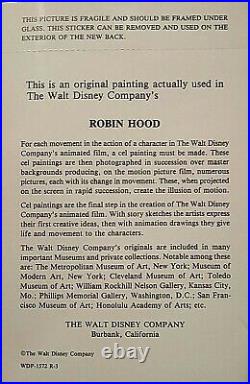 THIS PICTURE IS FRAGILE AND SHOULD BE FRAMED UNDER
GLASS. THIS STICKER CAN BE REMOVED AND USED ON THE
EXTERIOR OF THE NEW BACK.
This is an original painting actually used in
The Walt Disney Company's
ROBIN HOOD
For each movement in the action of a character in The Walt Disney
Company's animated film, a cel painting must be made. These
cel paintings are then photographed in succession over master
backgrounds producing, on the motion picture film, numerous
pictures, each with its change in movement. These, when projected
on the screen in rapid succession, create the illusion of motion.
Cel paintings are the final step in the creation of The Walt Disney
Company's animated film. With story sketches the artists express
their first creative ideas, then with animation drawings they give
life and movement to the characters.
The Walt Disney Company's originals are included in many
important Museums and private collections. Notable among these
are: The Metropolitan Museum of Art, New York; Museum of
Modern Art, New York; Cleveland Museum of Art; Toledo
Museum of Art; William Rockhill Nelson Gallery, Kansas City,
Mo.; Phillips Memorial Gallery, Washington, D.C.; San Fran-
cisco Museum of Art; Honolulu Academy of Arts; etc.
THE WALT DISNEY COMPANY
Burbank, California
©The Walt Disney Company
WDP-1572 R-3